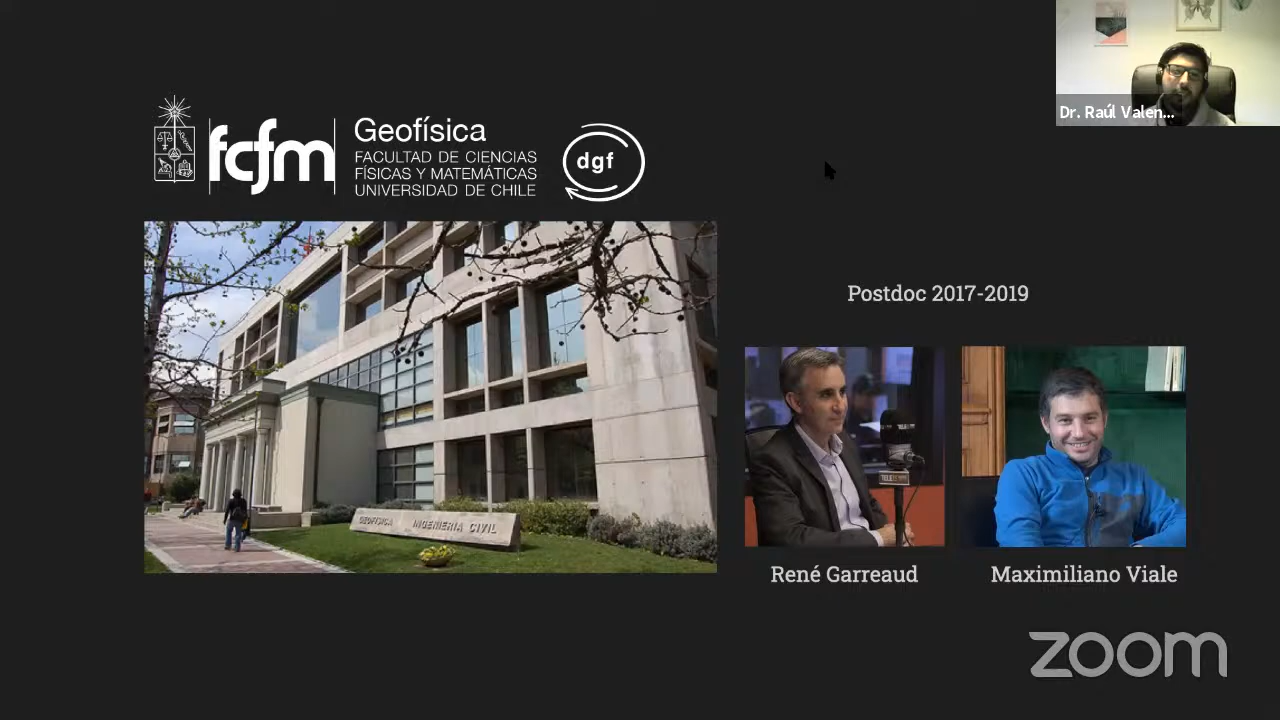 Dr. Raúl Valen...
fcfm
Geofísica
FACULTAD DE CIENCIAS
FÍSICAS Y MATEMÁTICAS
UNIVERSIDAD DE CHILE
dgf
Postdoc 2017-2019
GEOFISICA INGENIERIA CIVIL
René Garreaud
Maximiliano Viale
zoom